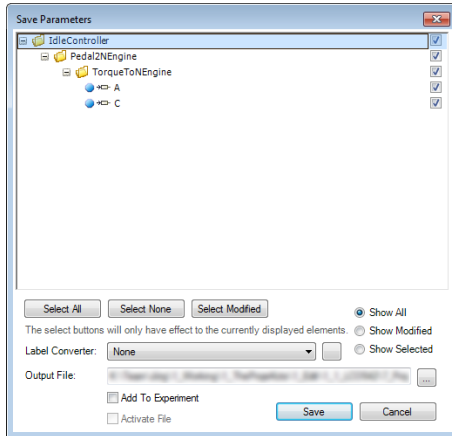 Save Parameters
IdleController
Pedal2NEngine
TorqueToNEngine
A
C
Select All Select None Select Modified
Show All
The select buttons will only have effect to the currently displayed elements.
Show Modified
Label Converter: None
Show Selected
Output File: ...
Add To Experiment
Activate File
Save Cancel